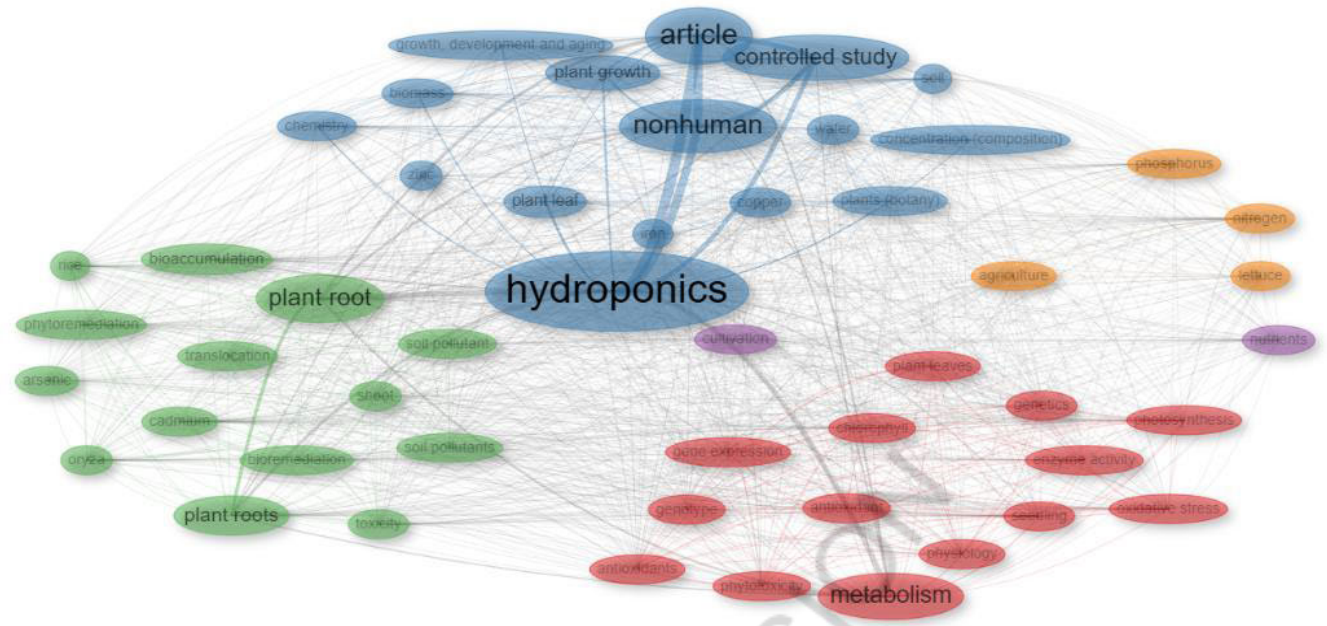 article
growth, development and aging
controlled study
plant growth
soil
biomass
chemistry
nonhuman
water
concentration (composition)
phosphorus
zinc
plant leaf
copper
plants (botany)
nitrogen
iron
rice
bioaccumulation
agriculture
lettuce
hydroponics
plant root
phytoremediation
soil pollutant
cultivation
nutrients
translocation
plant leaves
arsenic
shoot
genetics
cadmium
photosynthesis
chlorophyll
soil pollutants
gene expression
oryza
bioremediation
enzyme activity
genotype
antioxidant
oxidative stress
seedling
plant roots
toxicity
physiology
antioxidants
phytotoxicity
metabolism